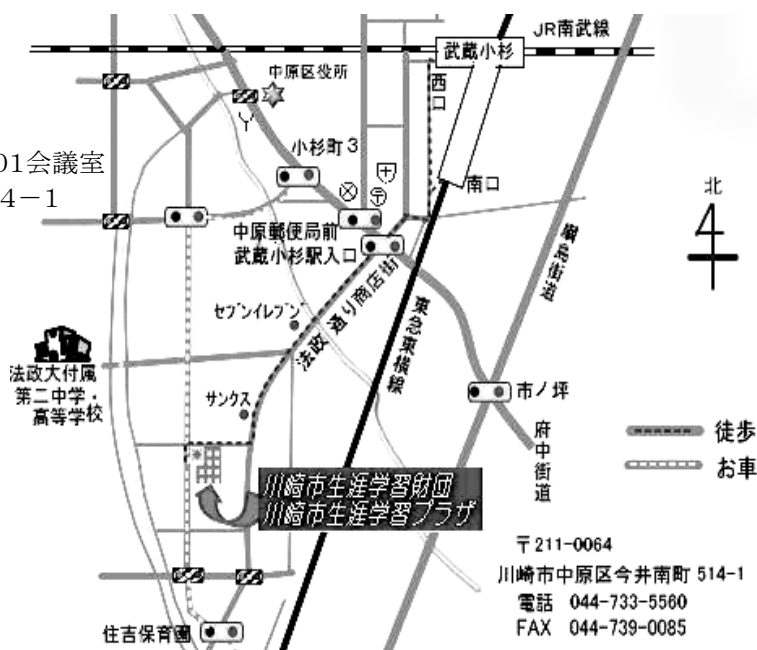 JR南武線
武蔵小杉
中原区役所
西口
小杉町3
01会議室
4-1
南口
北
中原郵便局前
武蔵小杉駅入口
綱島街道
セブンイレブン
法政通り商店街
東急東横線
法政大付属
第二中学・
高等学校
サンクス
市ノ坪
府中街道
徒歩
お車
川崎市生涯学習財団
川崎市生涯学習プラザ
〒211-0064
川崎市中原区今井南町 514-1
電話 044-733-5560
FAX 044-739-0085
住吉保育園